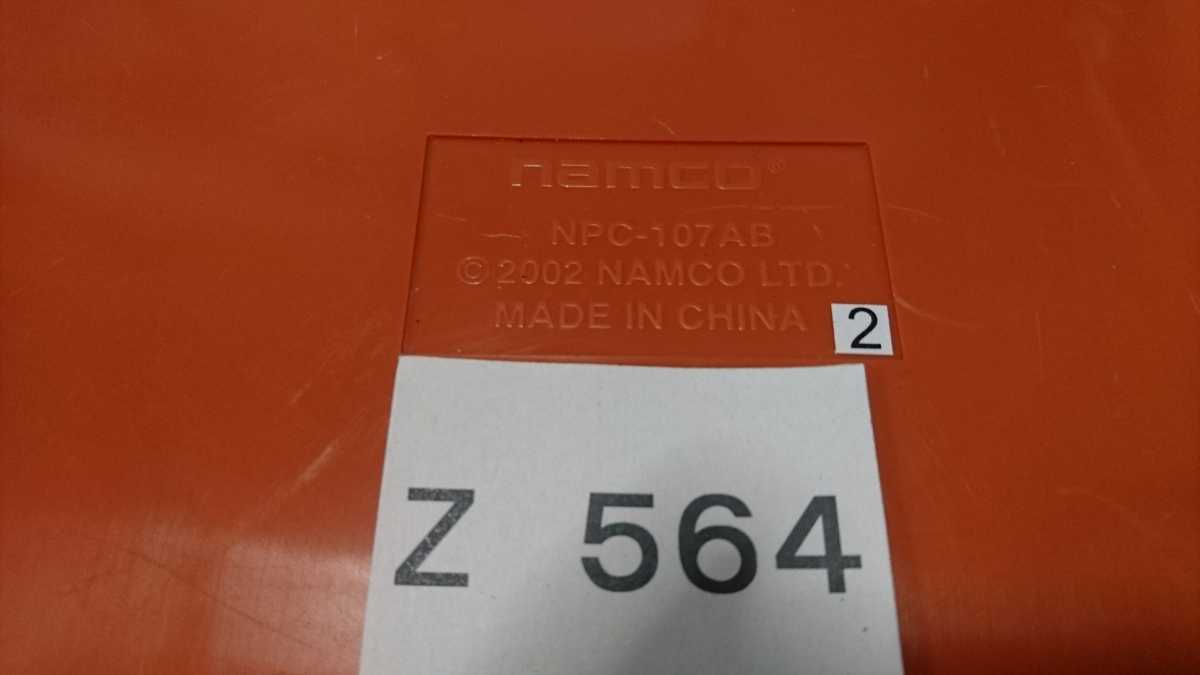 namco®
NPC-107AB
©2002 NAMCO LTD.
MADE IN CHINA
2
Z 564